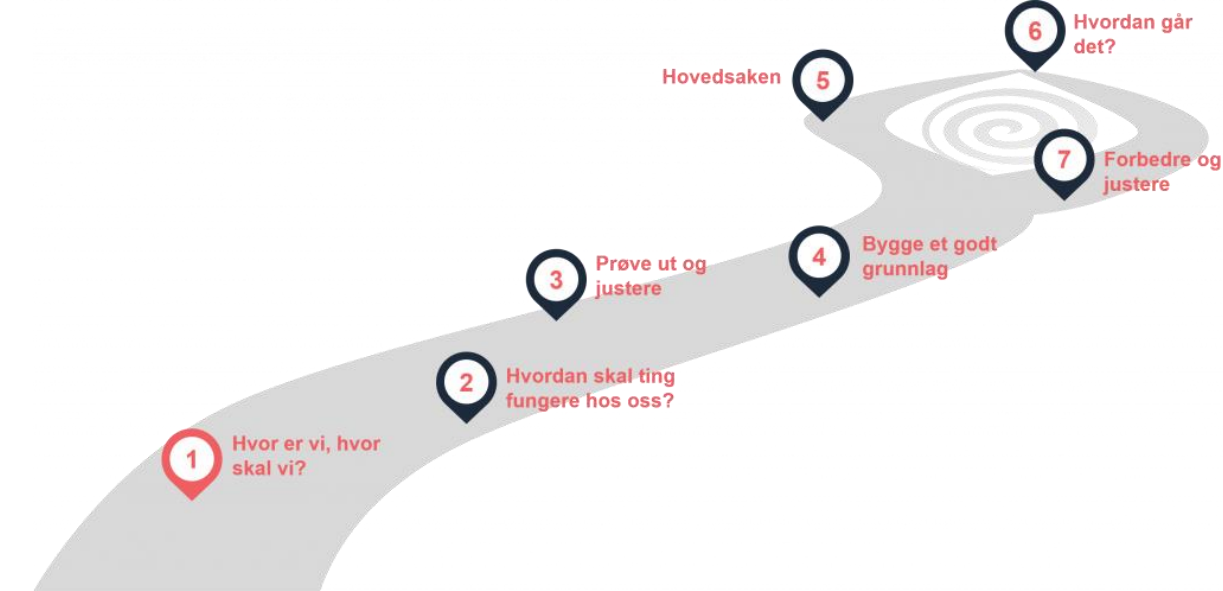 1
Hvor er vi, hvor
skal vi?
2
Hvordan skal ting
fungere hos oss?
3
Prøve ut og
justere
4
Bygge et godt
grunnlag
5
Hovedsaken
6
Hvordan går
det?
7
Forbedre og
justere